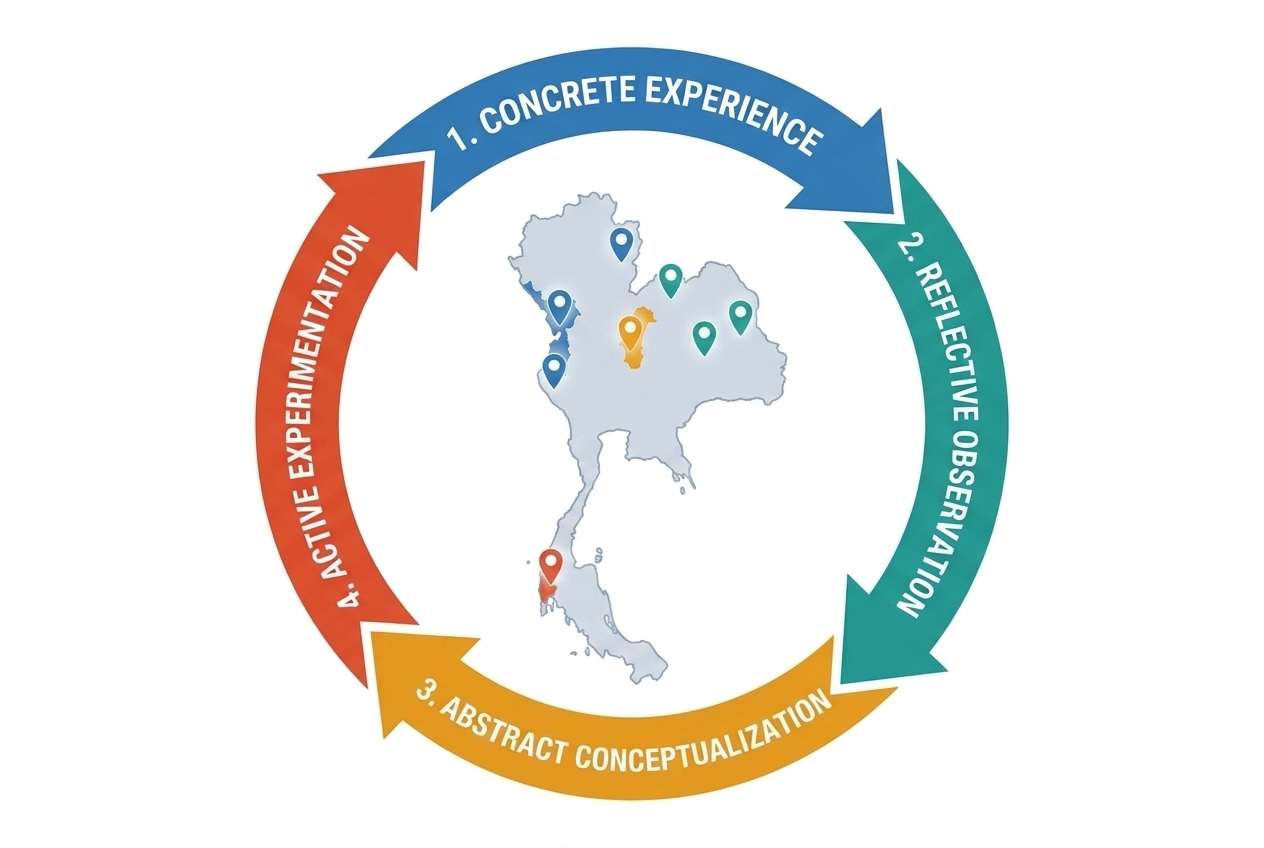 1. CONCRETE EXPERIENCE
2. REFLECTIVE OBSERVATION
3. ABSTRACT CONCEPTUALIZATION
4. ACTIVE EXPERIMENTATION